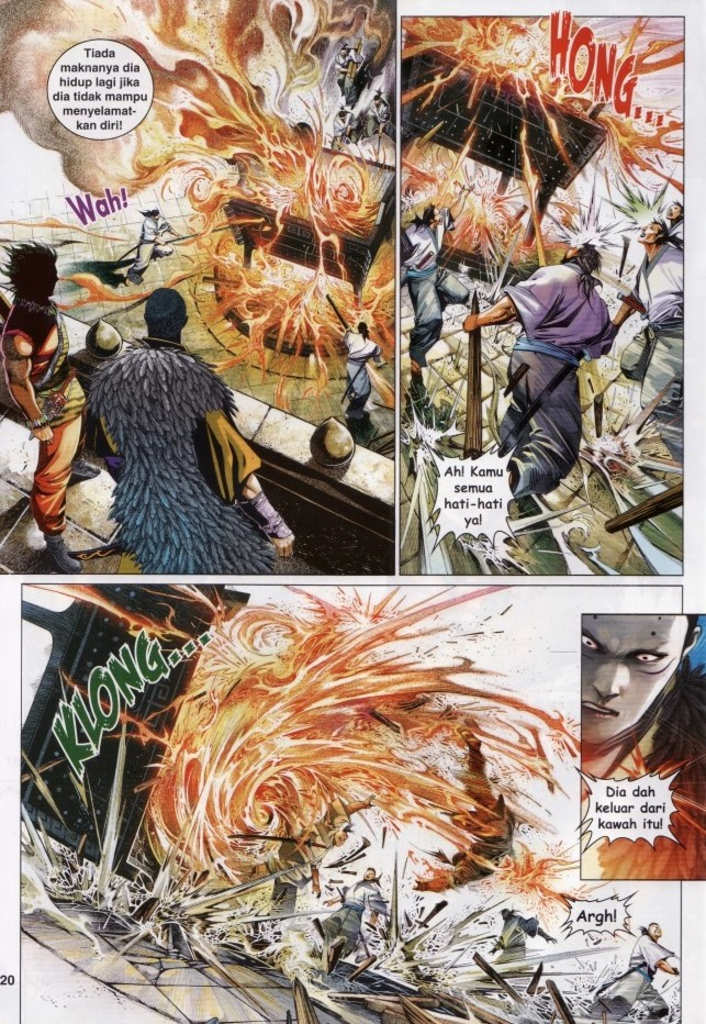 Tiada
maknanya dia
hidup lagi jika
dia tidak mampu
menyelamat-
kan diri!
Wah!
HONG...
Ah! Kamu
semua
hati-hati
ya!
KLONG...
Dia dah
keluar dari
kawah itu!
Argh!
20